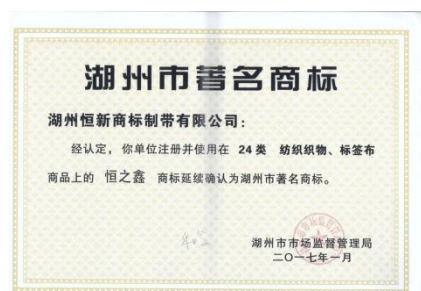 湖州市著名商标
湖州恒新商标制带有限公司：
经认定，你单位注册并使用在 24类 纺织织物、标签布
商品上的 恒之鑫 商标延续确认为湖州市著名商标。
湖州市市场监督管理局
二〇一七年一月